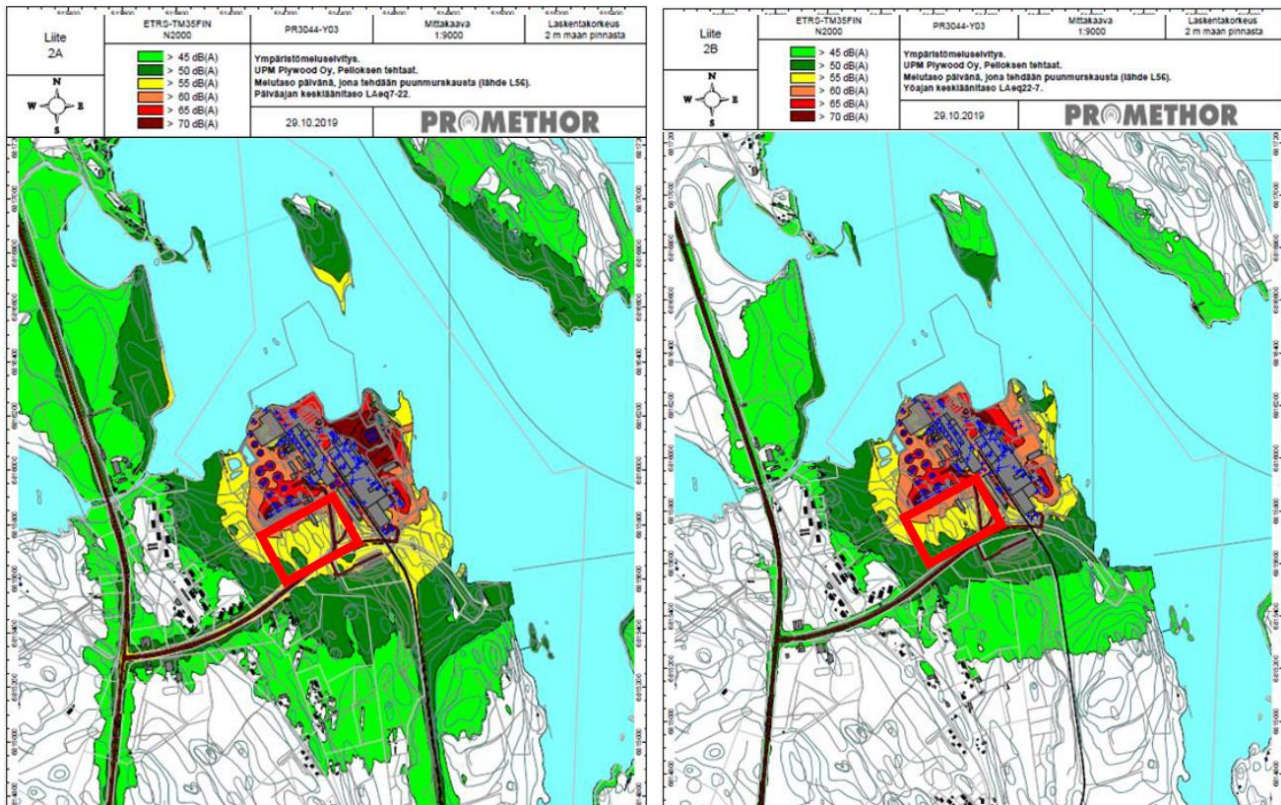 Liite
2A
N
W E
S
ETRS-TM35FIN
N2000
> 45 dB(A)
> 50 dB(A)
> 55 dB(A)
> 60 dB(A)
> 65 dB(A)
> 70 dB(A)
PR3044-Y03
Mittakaava
1:9000
Laskentakorkeus
2 m maan pinnasta
Ympäristömeluselvitys.
UPM Plywood Oy, Pelloksen tehtaat.
Melutaso päivänä, jona tehdään puunmurskausta (lähde L56).
Päiväajan keskiäänitaso LAeq7-22.
29.10.2019
PROMETHOR
Liite
2B
N
W E
S
ETRS-TM35FIN
N2000
> 45 dB(A)
> 50 dB(A)
> 55 dB(A)
> 60 dB(A)
> 65 dB(A)
> 70 dB(A)
PR3044-Y03
Mittakaava
1:9000
Laskentakorkeus
2 m maan pinnasta
Ympäristömeluselvitys.
UPM Plywood Oy, Pelloksen tehtaat.
Melutaso päivänä, jona tehdään puunmurskausta (lähde L56).
Yöajan keskiäänitaso LAeq22-7.
29.10.2019
PROMETHOR